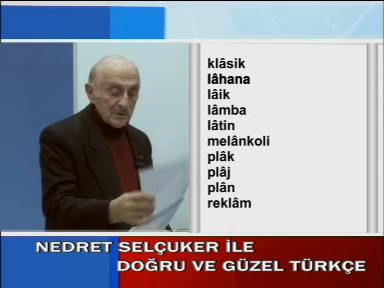 klâsik
lâhana
lâik
lâmba
lâtin
melânkoli
plâk
plâj
plân
reklâm
NEDRET SELÇUKER İLE
DOĞRU VE GÜZEL TÜRKÇE